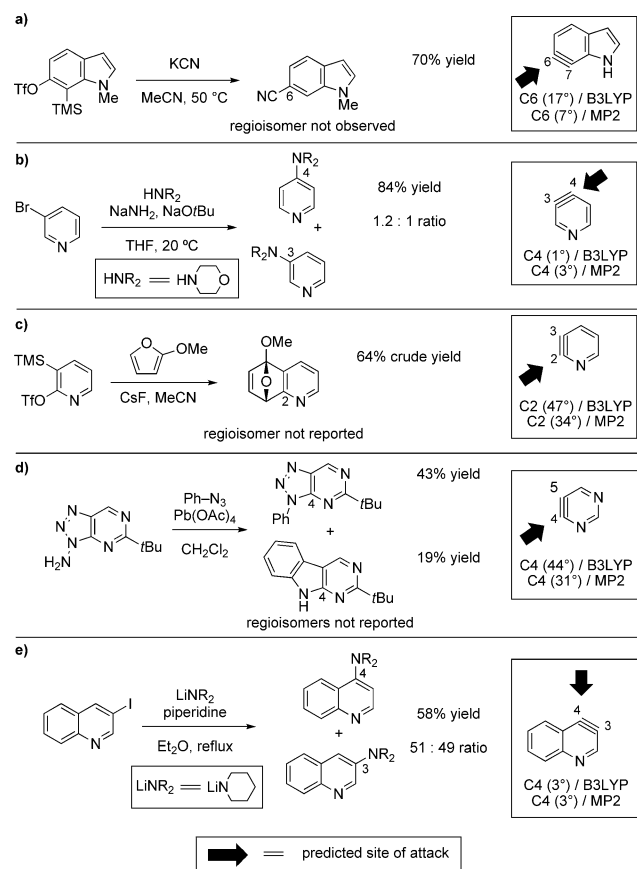 a)
KCN
MeCN, 50 °C
TfO
TMS
N
Me
NC
6
N
Me
70% yield
regioisomer not observed
6
7
N
H
C6 (17°) / B3LYP
C6 (7°) / MP2
b)
Br
N
HNR2
NaNH2, NaOtBu
THF, 20 ºC
HNR2 = HN O
NR2
4
N
+
R2N
3
N
84% yield
1.2 : 1 ratio
4
3
N
C4 (1°) / B3LYP
C4 (3°) / MP2
c)
TMS
TfO
N
O
OMe
CsF, MeCN
OMe
O
2
N
64% crude yield
regioisomer not reported
3
2
N
C2 (47°) / B3LYP
C2 (34°) / MP2
d)
N
N
N
H2N
N
N
tBu
Ph–N3
Pb(OAc)4
CH2Cl2
N
N
N
Ph
4
N
N
tBu
43% yield
+
N
H
4
N
N
tBu
19% yield
regioisomers not reported
5
4
N
N
C4 (44°) / B3LYP
C4 (31°) / MP2
e)
I
N
LiNR2
piperidine
Et2O, reflux
LiNR2 = LiN
NR2
4
N
+
NR2
3
N
58% yield
51 : 49 ratio
4
3
N
C4 (3°) / B3LYP
C4 (3°) / MP2
= predicted site of attack